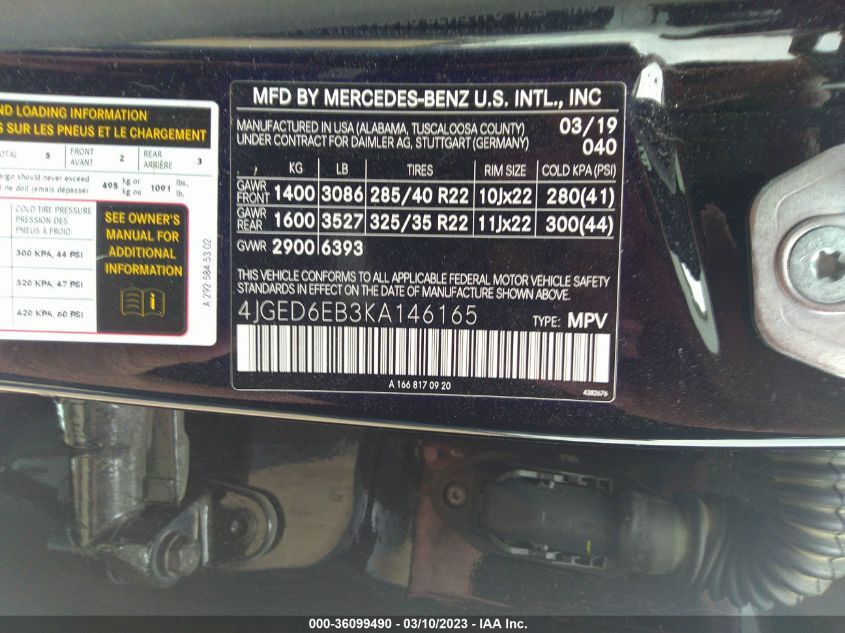 ND LOADING INFORMATION
S SUR LES PNEUS ET LE CHARGEMENT
OTAL 5 FRONT AVANT 2 REAR ARRIÈRE 3
argo should never exceed 495 kg or 1091 lbs.
ne doit jamais dépasser kg ou lb.
COLD TIRE PRESSURE
PRESSION DES
PNEUS À FROID
300 KPA, 44 PSI
320 KPA, 47 PSI
420 KPA, 60 PSI
SEE OWNER'S
MANUAL FOR
ADDITIONAL
INFORMATION
A 292 584 53 02
MFD BY MERCEDES-BENZ U.S. INTL., INC
MANUFACTURED IN USA (ALABAMA, TUSCALOOSA COUNTY) 03/19
UNDER CONTRACT FOR DAIMLER AG, STUTTGART (GERMANY) 040
KG LB TIRES RIM SIZE COLD KPA (PSI)
GAWR FRONT 1400 3086 285/40 R22 10Jx22 280(41)
GAWR REAR 1600 3527 325/35 R22 11Jx22 300(44)
GVWR 2900 6393
THIS VEHICLE CONFORMS TO ALL APPLICABLE FEDERAL MOTOR VEHICLE SAFETY
STANDARDS IN EFFECT ON THE DATE OF MANUFACTURE SHOWN ABOVE.
4JGED6EB3KA146165 TYPE: MPV
A 166 817 09 20
4382676
000-36099490 — 03/10/2023 — IAA Inc.